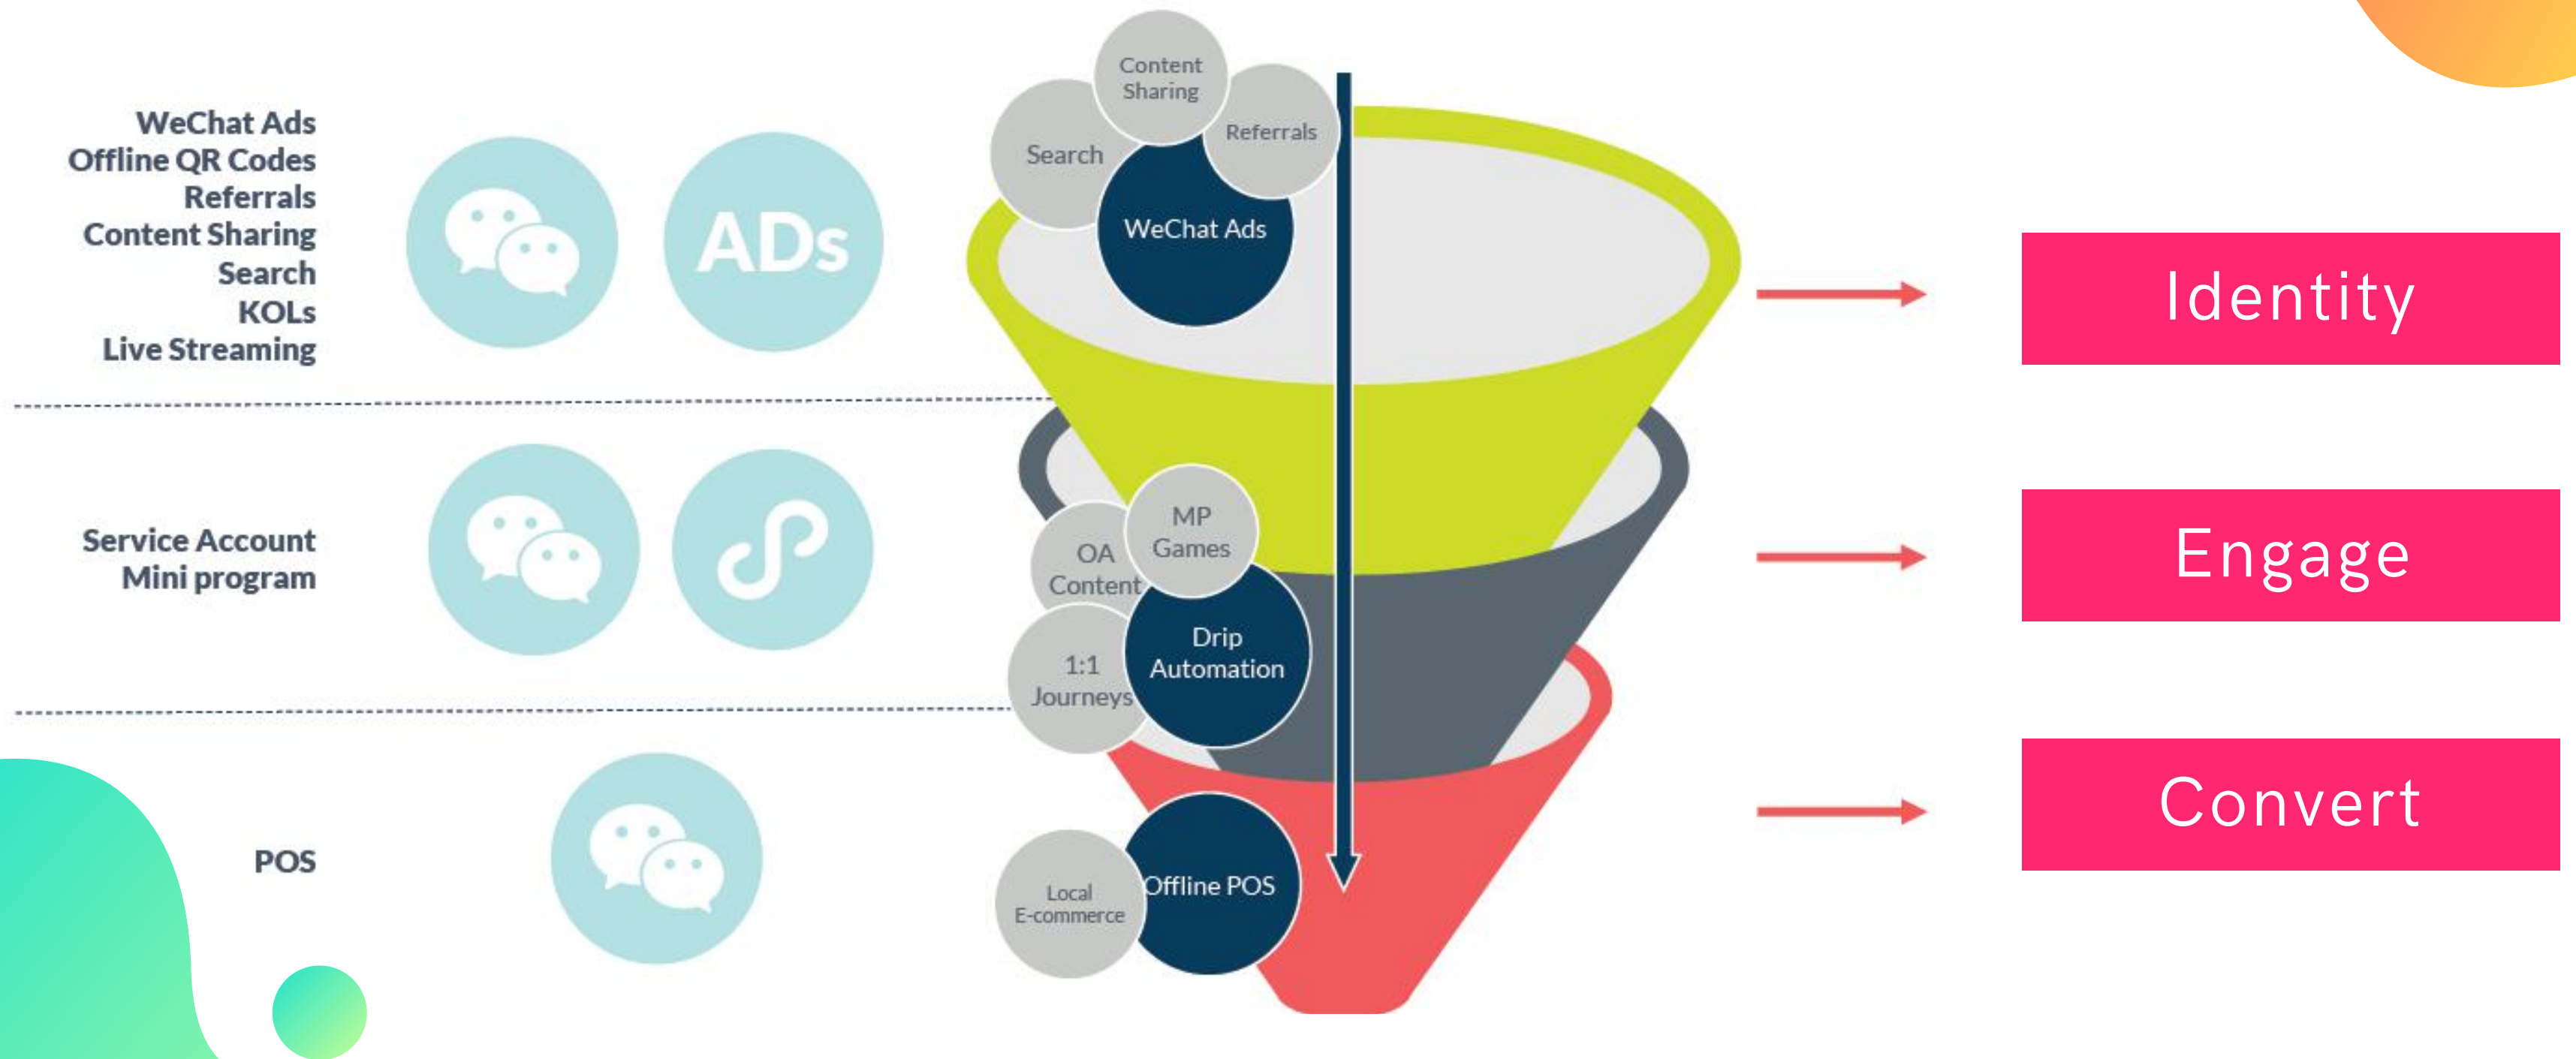 WeChat Ads
Offline QR Codes
Referrals
Content Sharing
Search
KOLs
Live Streaming
ADs
Content
Sharing
Search
Referrals
WeChat Ads
Identity
Service Account
Mini program
MP
Games
OA
Content
Drip
Automation
1:1
Journeys
Engage
POS
Local
E-commerce
Offline POS
Convert